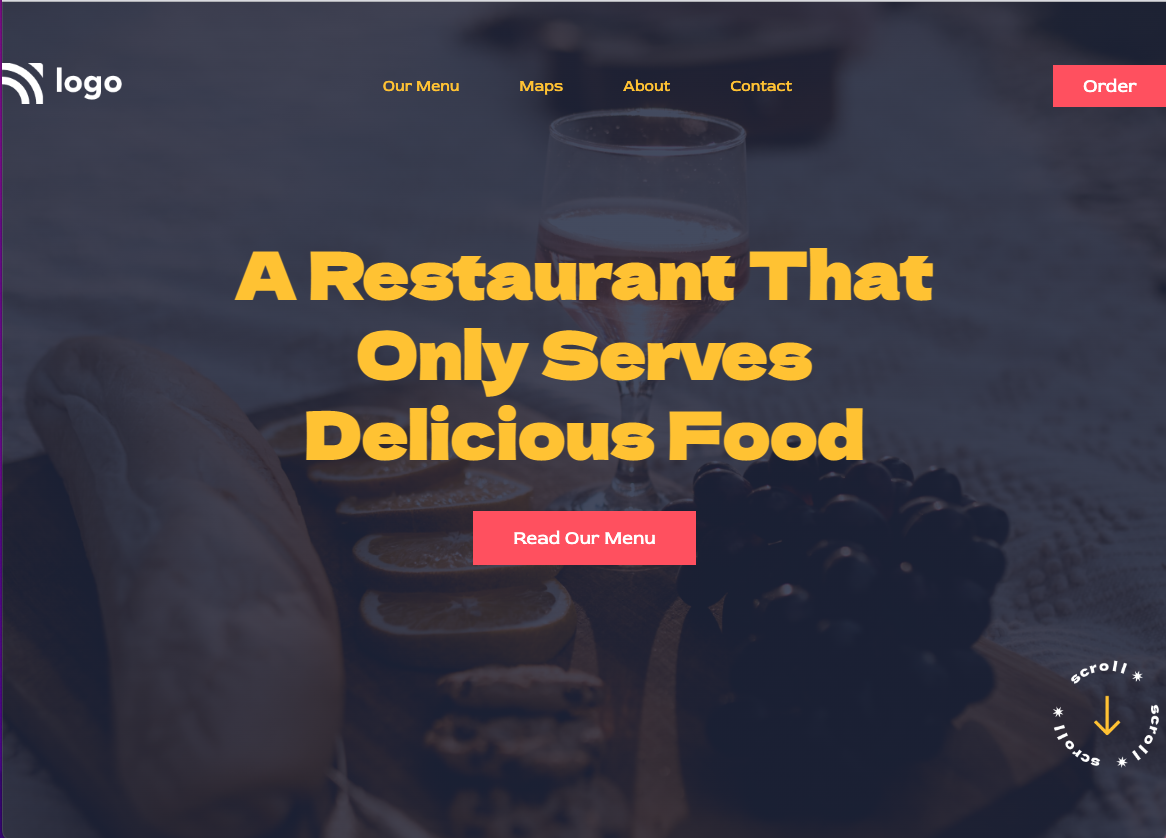 logo
Our Menu Maps About Contact
Order
A Restaurant That
Only Serves
Delicious Food
Read Our Menu
scroll * scroll * scroll *